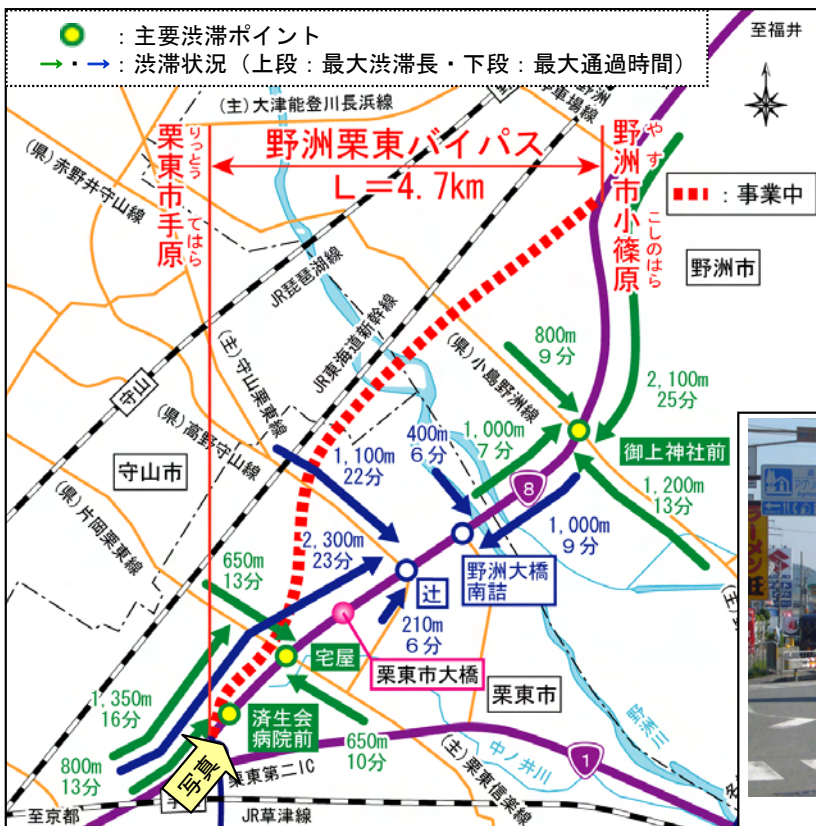 ：主要渋滞ポイント
→・→：渋滞状況（上段：最大渋滞長・下段：最大通過時間）
至福井
（主）大津能登川長浜線
野洲
停車場線
（県）赤野井守山線
栗東市手原
りっとう
てはら
野洲栗東バイパス
L＝4.7km
野洲市小篠原
や す
こしのはら
：事業中
野洲市
JR琵琶湖線
JR東海道新幹線
（主）守山栗東線
（県）小島野洲線
守山
（県）高野守山線
守山市
（県）片岡栗東線
800m
9分
2,100m
25分
1,000m
7分
400m
6分
御上神社前
1,100m
22分
8
1,200m
13分
2,300m
23分
1,000m
9分
650m
13分
野洲大橋
南詰
辻
210m
6分
宅屋
栗東市大橋
栗東市
1,350m
16分
済生会
病院前
650m
10分
野洲川
中ノ井川
1
800m
13分
写真
栗東第二IC
（主）栗東信楽線
至京都
JR草津線
ラーメン